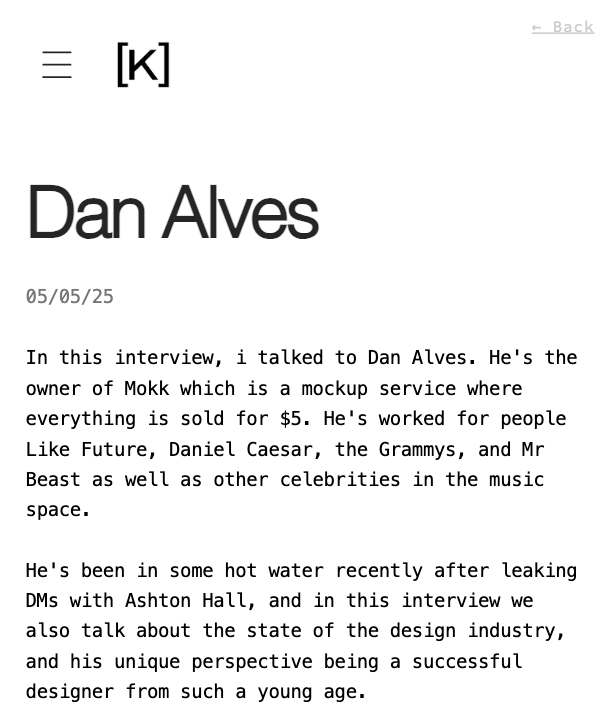 ← Back
[K]
Dan Alves
05/05/25
In this interview, i talked to Dan Alves. He's the
owner of Mokk which is a mockup service where
everything is sold for $5. He's worked for people
Like Future, Daniel Caesar, the Grammys, and Mr
Beast as well as other celebrities in the music
space.
He's been in some hot water recently after leaking
DMs with Ashton Hall, and in this interview we
also talk about the state of the design industry,
and his unique perspective being a successful
designer from such a young age.